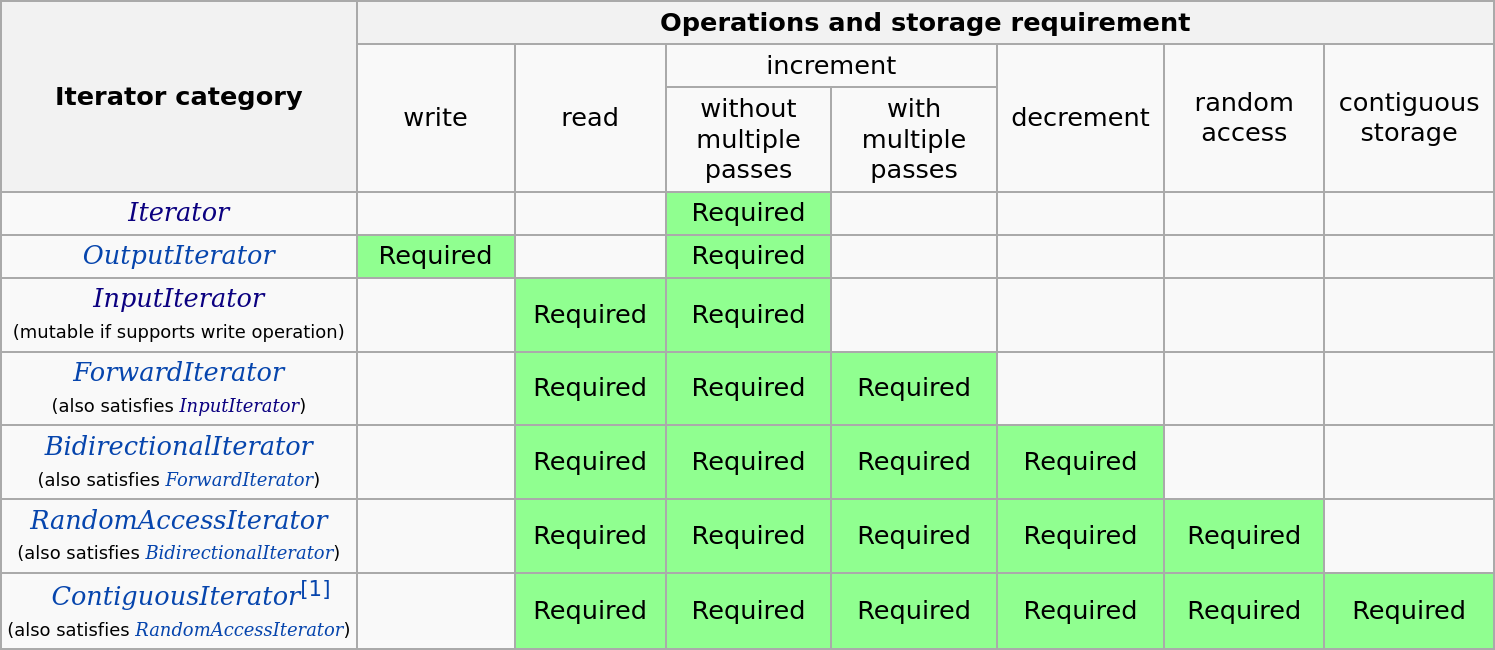 Operations and storage requirement
Iterator category
write
read
increment
without
multiple
passes
with
multiple
passes
decrement
random
access
contiguous
storage
Iterator
Required
OutputIterator
Required
Required
InputIterator
(mutable if supports write operation)
Required
Required
ForwardIterator
(also satisfies InputIterator)
Required
Required
Required
BidirectionalIterator
(also satisfies ForwardIterator)
Required
Required
Required
Required
RandomAccessIterator
(also satisfies BidirectionalIterator)
Required
Required
Required
Required
Required
ContiguousIterator[1]
(also satisfies RandomAccessIterator)
Required
Required
Required
Required
Required
Required